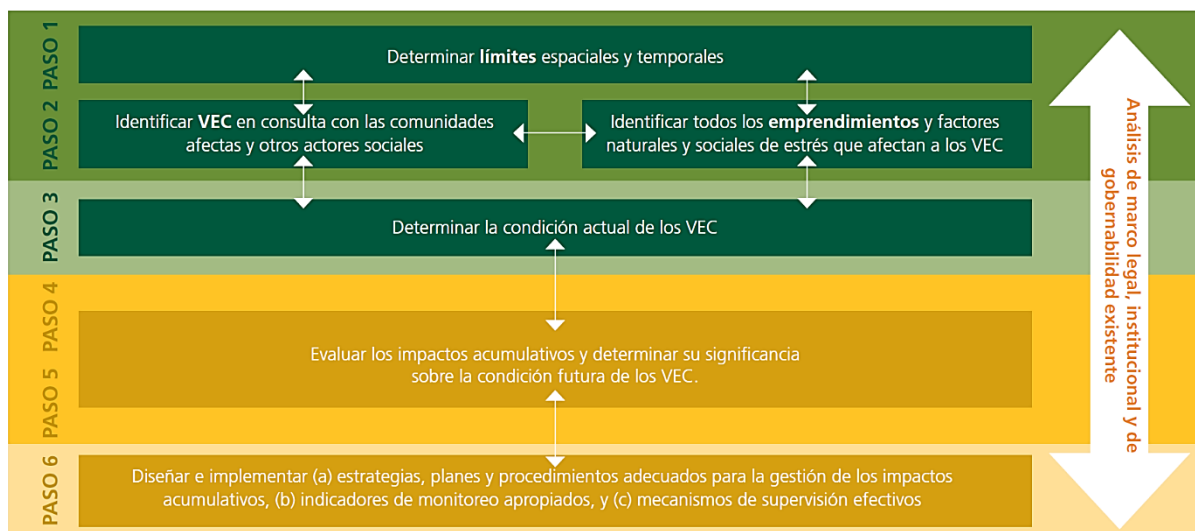 PASO 1
Determinar límites espaciales y temporales
PASO 2
Identificar VEC en consulta con las comunidades
afectas y otros actores sociales
Identificar todos los emprendimientos y factores
naturales y sociales de estrés que afectan a los VEC
PASO 3
Determinar la condición actual de los VEC
PASO 4
PASO 5
Evaluar los impactos acumulativos y determinar su significancia
sobre la condición futura de los VEC.
PASO 6
Diseñar e implementar (a) estrategias, planes y procedimientos adecuados para la gestión de los impactos
acumulativos, (b) indicadores de monitoreo apropiados, y (c) mecanismos de supervisión efectivos
Análisis de marco legal, institucional y de
gobernabilidad existente